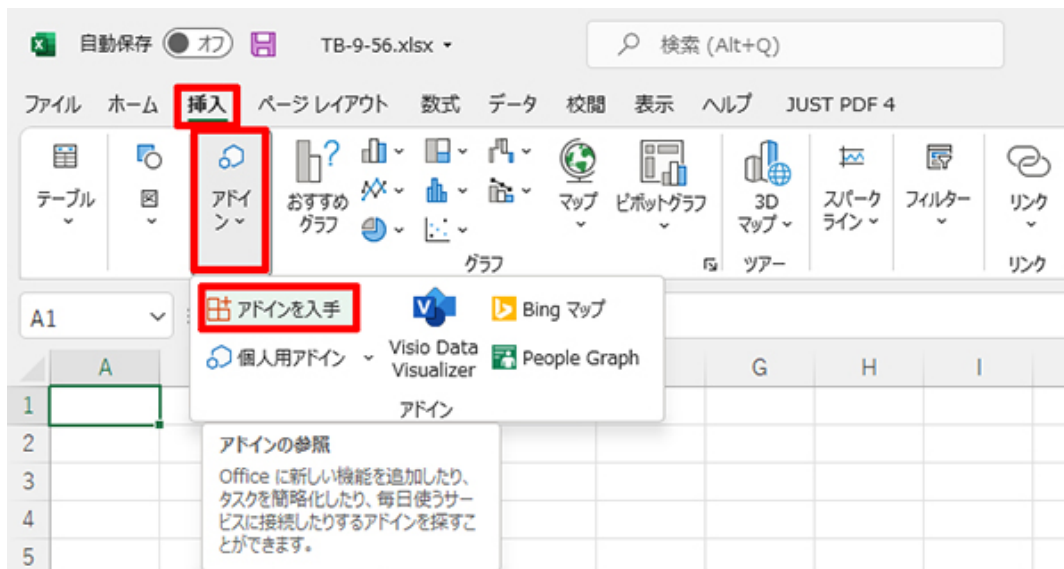 自動保存 オフ TB-9-56.xlsx 検索 (Alt+Q)
ファイル ホーム 挿入 ページ レイアウト 数式 データ 校閲 表示 ヘルプ JUST PDF 4
テーブル
図
アドイ
ン
おすすめ
グラフ
マップ
ピボットグラフ
3D
マップ
スパーク
ライン
フィルター
リンク
グラフ ツアー リンク
アドインを入手
個人用アドイン
Visio Data
Visualizer
Bing マップ
People Graph
アドイン
A1
A G H I
1
2
3
4
5
アドインの参照
Office に新しい機能を追加したり、
タスクを簡略化したり、毎日使うサー
ビスに接続したりするアドインを探すこ
とができます。